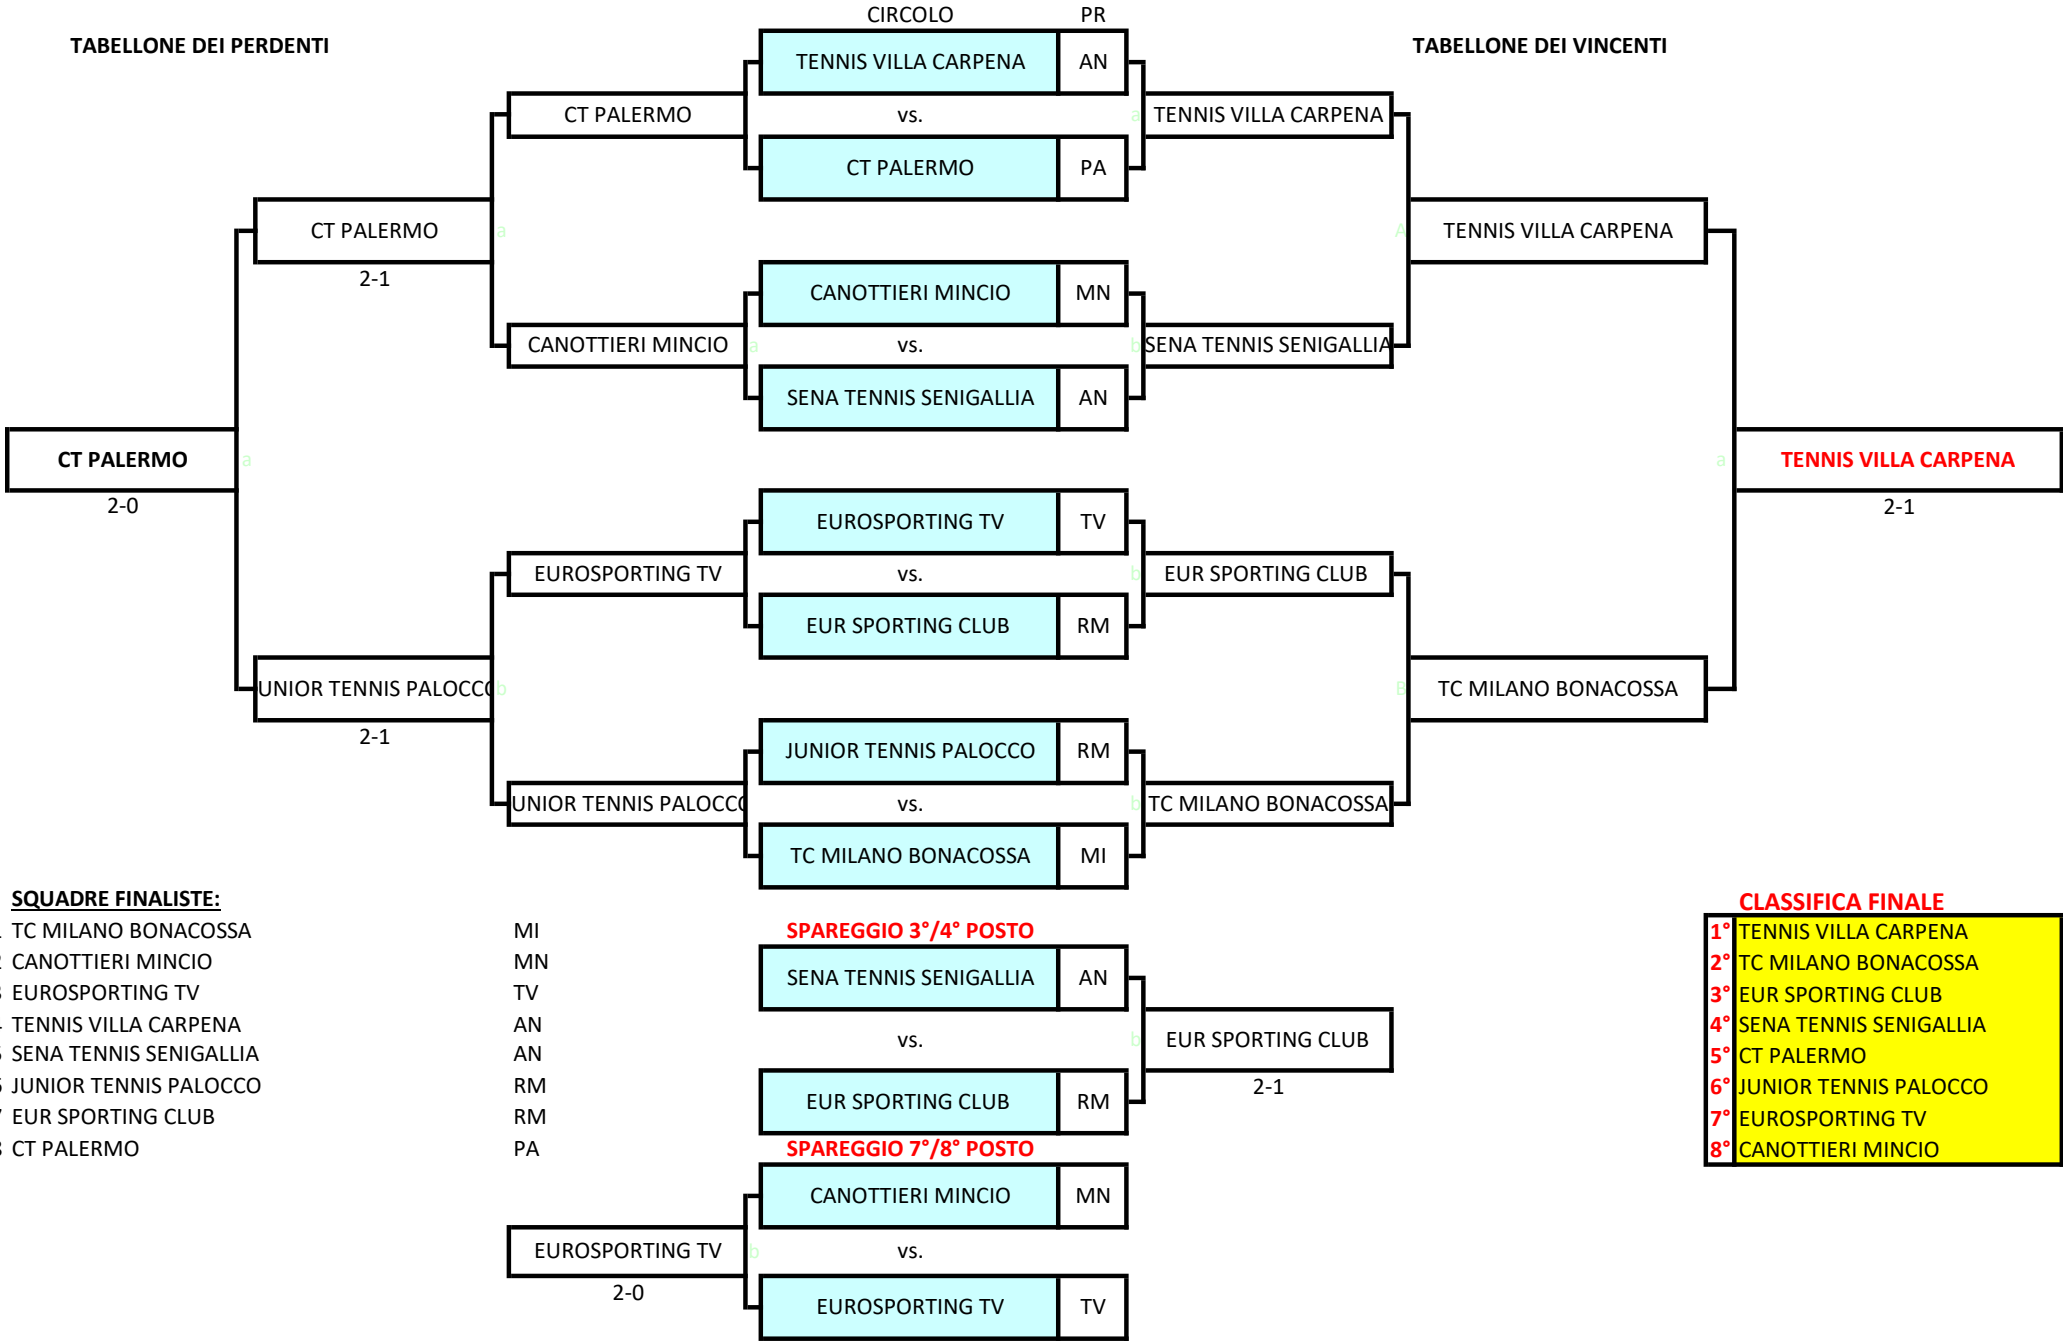 CIRCOLO PR
TABELLONE DEI PERDENTI
TABELLONE DEI VINCENTI
TENNIS VILLA CARPENA AN
CT PALERMO vs. a TENNIS VILLA CARPENA
CT PALERMO PA
CT PALERMO a A TENNIS VILLA CARPENA
2-1
CANOTTIERI MINCIO MN
CANOTTIERI MINCIO a vs. b SENA TENNIS SENIGALLIA
SENA TENNIS SENIGALLIA AN
CT PALERMO a a TENNIS VILLA CARPENA
2-0 2-1
EUROSPORTING TV TV
EUROSPORTING TV vs. b EUR SPORTING CLUB
EUR SPORTING CLUB RM
UNIOR TENNIS PALOCCO b B TC MILANO BONACOSSA
2-1
JUNIOR TENNIS PALOCCO RM
UNIOR TENNIS PALOCCO vs. b TC MILANO BONACOSSA
TC MILANO BONACOSSA MI
SQUADRE FINALISTE:
TC MILANO BONACOSSA MI
CANOTTIERI MINCIO MN
EUROSPORTING TV TV
TENNIS VILLA CARPENA AN
SENA TENNIS SENIGALLIA AN
JUNIOR TENNIS PALOCCO RM
EUR SPORTING CLUB RM
CT PALERMO PA
SPAREGGIO 3°/4° POSTO
SENA TENNIS SENIGALLIA AN
vs. b EUR SPORTING CLUB
EUR SPORTING CLUB RM
2-1
SPAREGGIO 7°/8° POSTO
CANOTTIERI MINCIO MN
EUROSPORTING TV b vs.
2-0
EUROSPORTING TV TV
CLASSIFICA FINALE
1° TENNIS VILLA CARPENA
2° TC MILANO BONACOSSA
3° EUR SPORTING CLUB
4° SENA TENNIS SENIGALLIA
5° CT PALERMO
6° JUNIOR TENNIS PALOCCO
7° EUROSPORTING TV
8° CANOTTIERI MINCIO